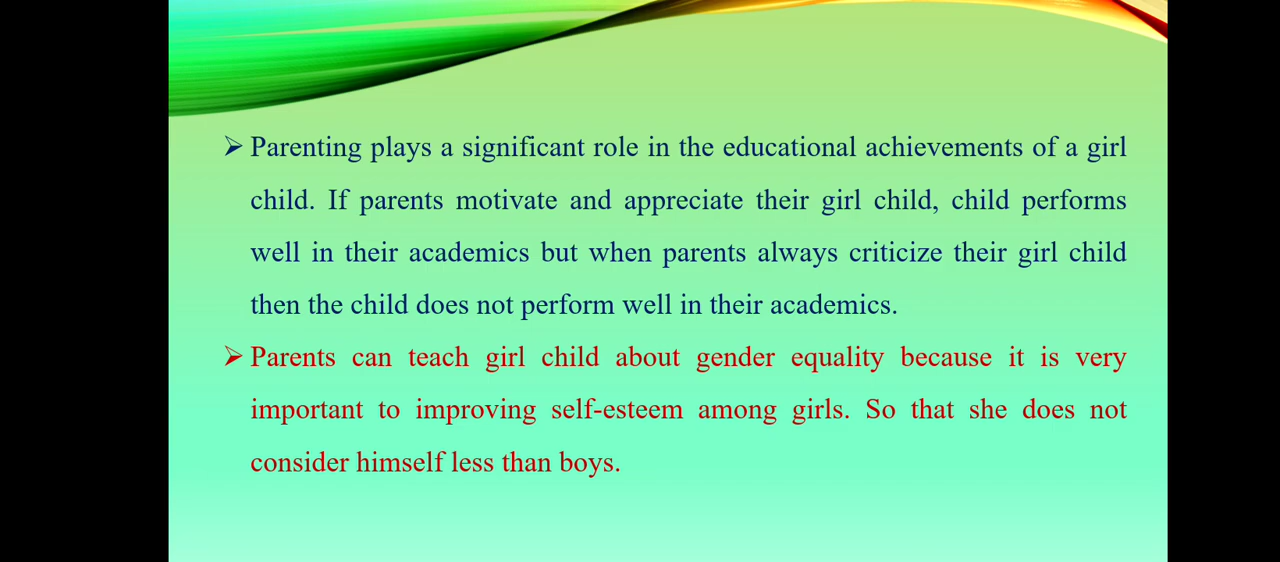 ➢ Parenting plays a significant role in the educational achievements of a girl
child. If parents motivate and appreciate their girl child, child performs
well in their academics but when parents always criticize their girl child
then the child does not perform well in their academics.
➢ Parents can teach girl child about gender equality because it is very
important to improving self-esteem among girls. So that she does not
consider himself less than boys.